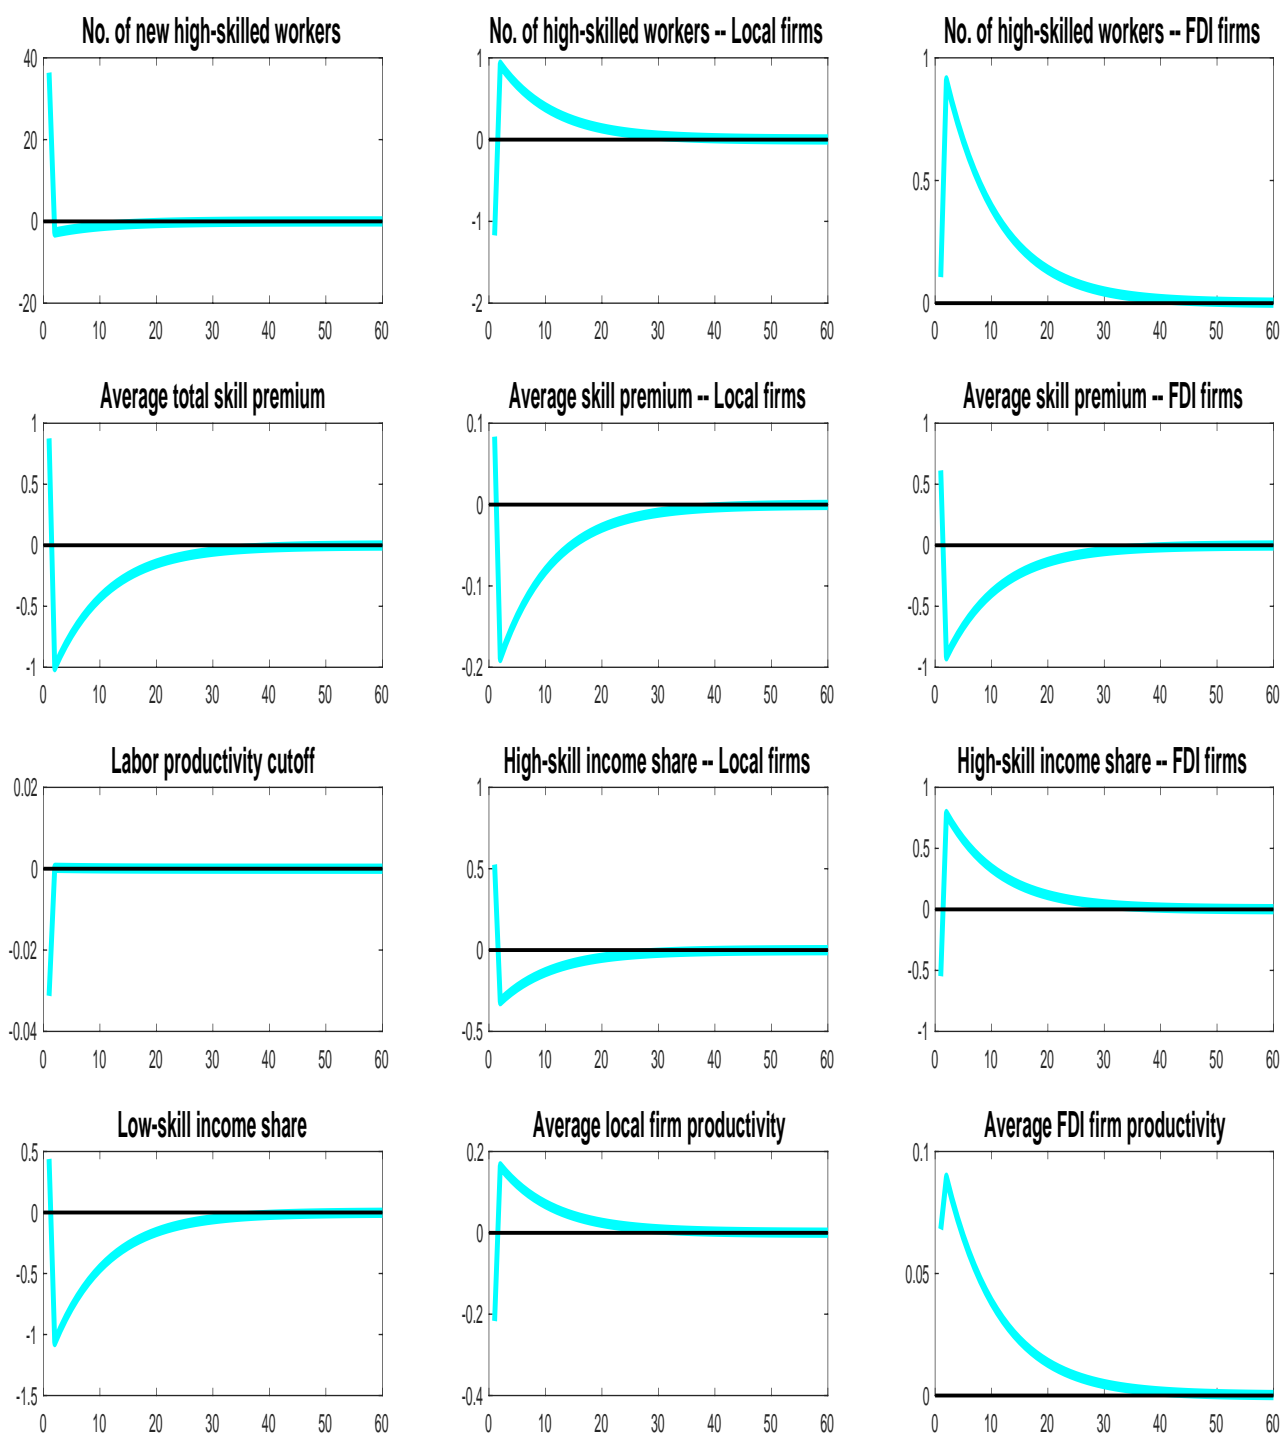 No. of new high-skilled workers
No. of high-skilled workers -- Local firms
No. of high-skilled workers -- FDI firms
40
20
0
-20
0 10 20 30 40 50 60
1
0
-1
-2
0 10 20 30 40 50 60
1
0.5
0
0 10 20 30 40 50 60
Average total skill premium
Average skill premium -- Local firms
Average skill premium -- FDI firms
1
0.5
0
-0.5
-1
0 10 20 30 40 50 60
0.1
0
-0.1
-0.2
0 10 20 30 40 50 60
1
0.5
0
-0.5
-1
0 10 20 30 40 50 60
Labor productivity cutoff
High-skill income share -- Local firms
High-skill income share -- FDI firms
0.02
0
-0.02
-0.04
0 10 20 30 40 50 60
1
0.5
0
-0.5
0 10 20 30 40 50 60
1
0.5
0
-0.5
-1
0 10 20 30 40 50 60
Low-skill income share
Average local firm productivity
Average FDI firm productivity
0.5
0
-0.5
-1
-1.5
0 10 20 30 40 50 60
0.2
0
-0.2
-0.4
0 10 20 30 40 50 60
0.1
0.05
0
0 10 20 30 40 50 60